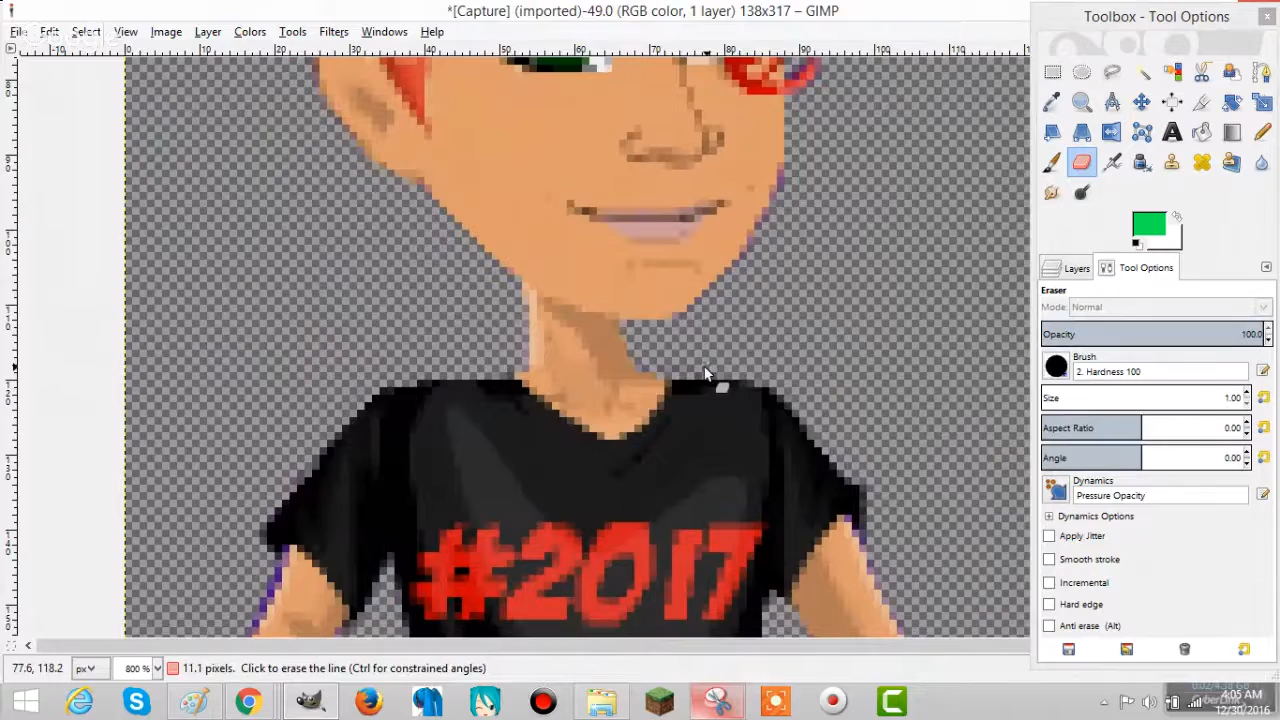 *[Capture] (imported)-49.0 (RGB color, 1 layer) 138x317 – GIMP
File Edit Select View Image Layer Colors Tools Filters Windows Help
Toolbox - Tool Options
#2017
Layers
Tool Options
Eraser
Mode: Normal
Opacity 100.0
Brush
2. Hardness 100
Size 1.00
Aspect Ratio 0.00
Angle 0.00
Dynamics
Pressure Opacity
Dynamics Options
Apply Jitter
Smooth stroke
Incremental
Hard edge
Anti erase (Alt)
77.6, 118.2 px 800 % 11.1 pixels. Click to erase the line (Ctrl for constrained angles)
4:05 AM
12/30/2016